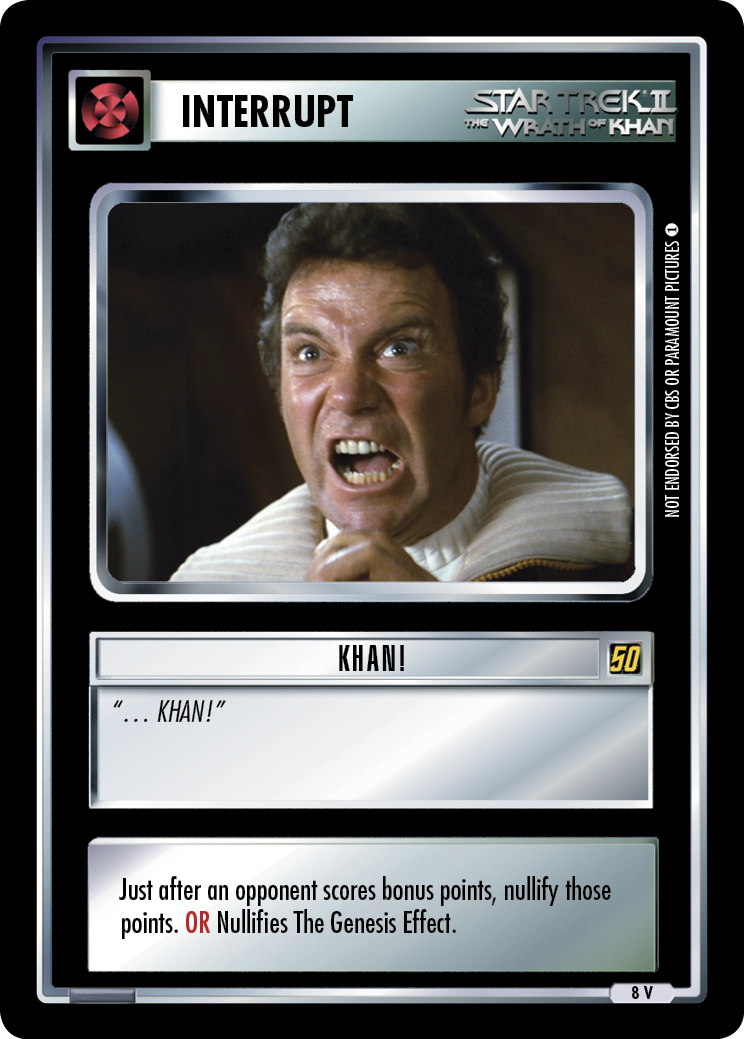 INTERRUPT
STAR TREK II
THE WRATH OF KHAN
NOT ENDORSED BY CBS OR PARAMOUNT PICTURES 1
KHAN!
50
“... KHAN!”
Just after an opponent scores bonus points, nullify those
points. OR Nullifies The Genesis Effect.
8 V